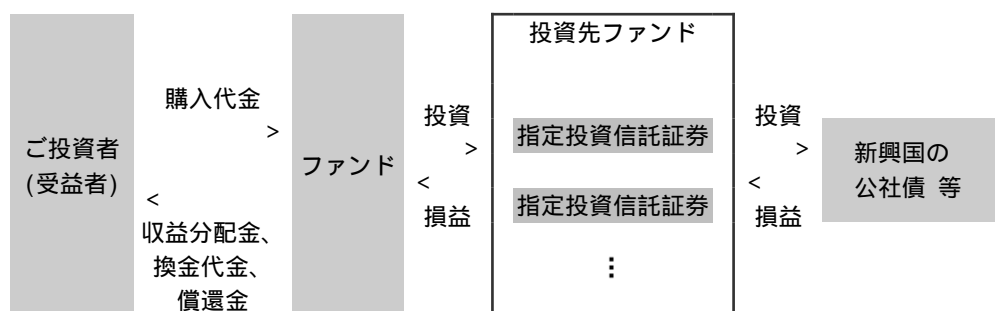 投資先ファンド
購入代金
>
投資
>
投資
>
指定投資信託証券
ご投資者
(受益者)
ファンド
新興国の
公社債 等
<
収益分配金、
換金代金、
償還金
<
損益
指定投資信託証券
<
損益
⋮